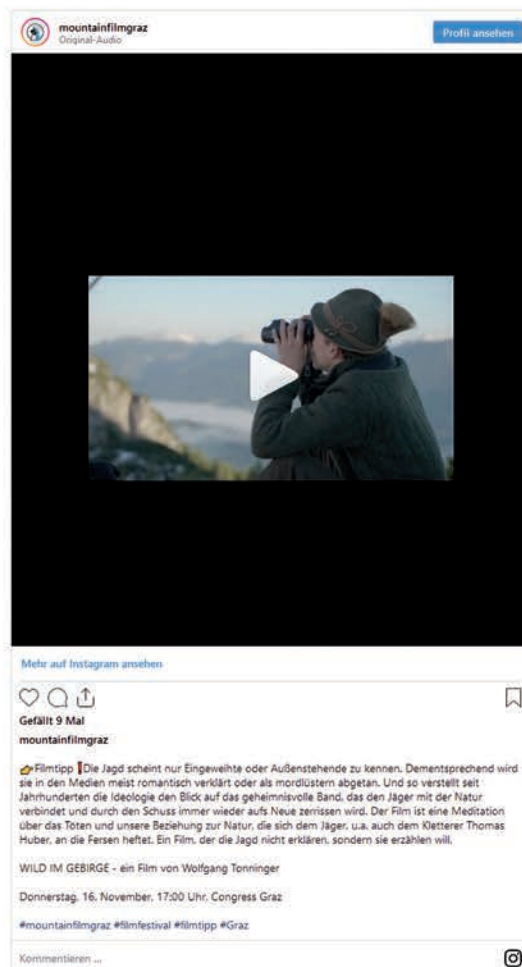 mountainfilmgraz
Original-Audio
Profil ansehen
Mehr auf Instagram ansehen
Gefällt 9 Mal
mountainfilmgraz
👉Filmtipp❗Die Jagd scheint nur Eingeweihte oder Außenstehende zu kennen. Dementsprechend wird
sie in den Medien meist romantisch verklärt oder als mordlüstern abgetan. Und so verstellt seit
Jahrhunderten die Ideologie den Blick auf das geheimnisvolle Band, das den Jäger mit der Natur
verbindet und durch den Schuss immer wieder aufs Neue zerrissen wird. Der Film ist eine Meditation
über das Töten und unsere Beziehung zur Natur, die sich dem Jäger, u.a. auch dem Kletterer Thomas
Huber, an die Fersen heftet. Ein Film, der die Jagd nicht erklären, sondern sie erzählen will.
WILD IM GEBIRGE - ein Film von Wolfgang Tonninger
Donnerstag, 16. November, 17:00 Uhr, Congress Graz
#mountainfilmgraz #filmfestival #filmtipp #Graz
Kommentieren ...